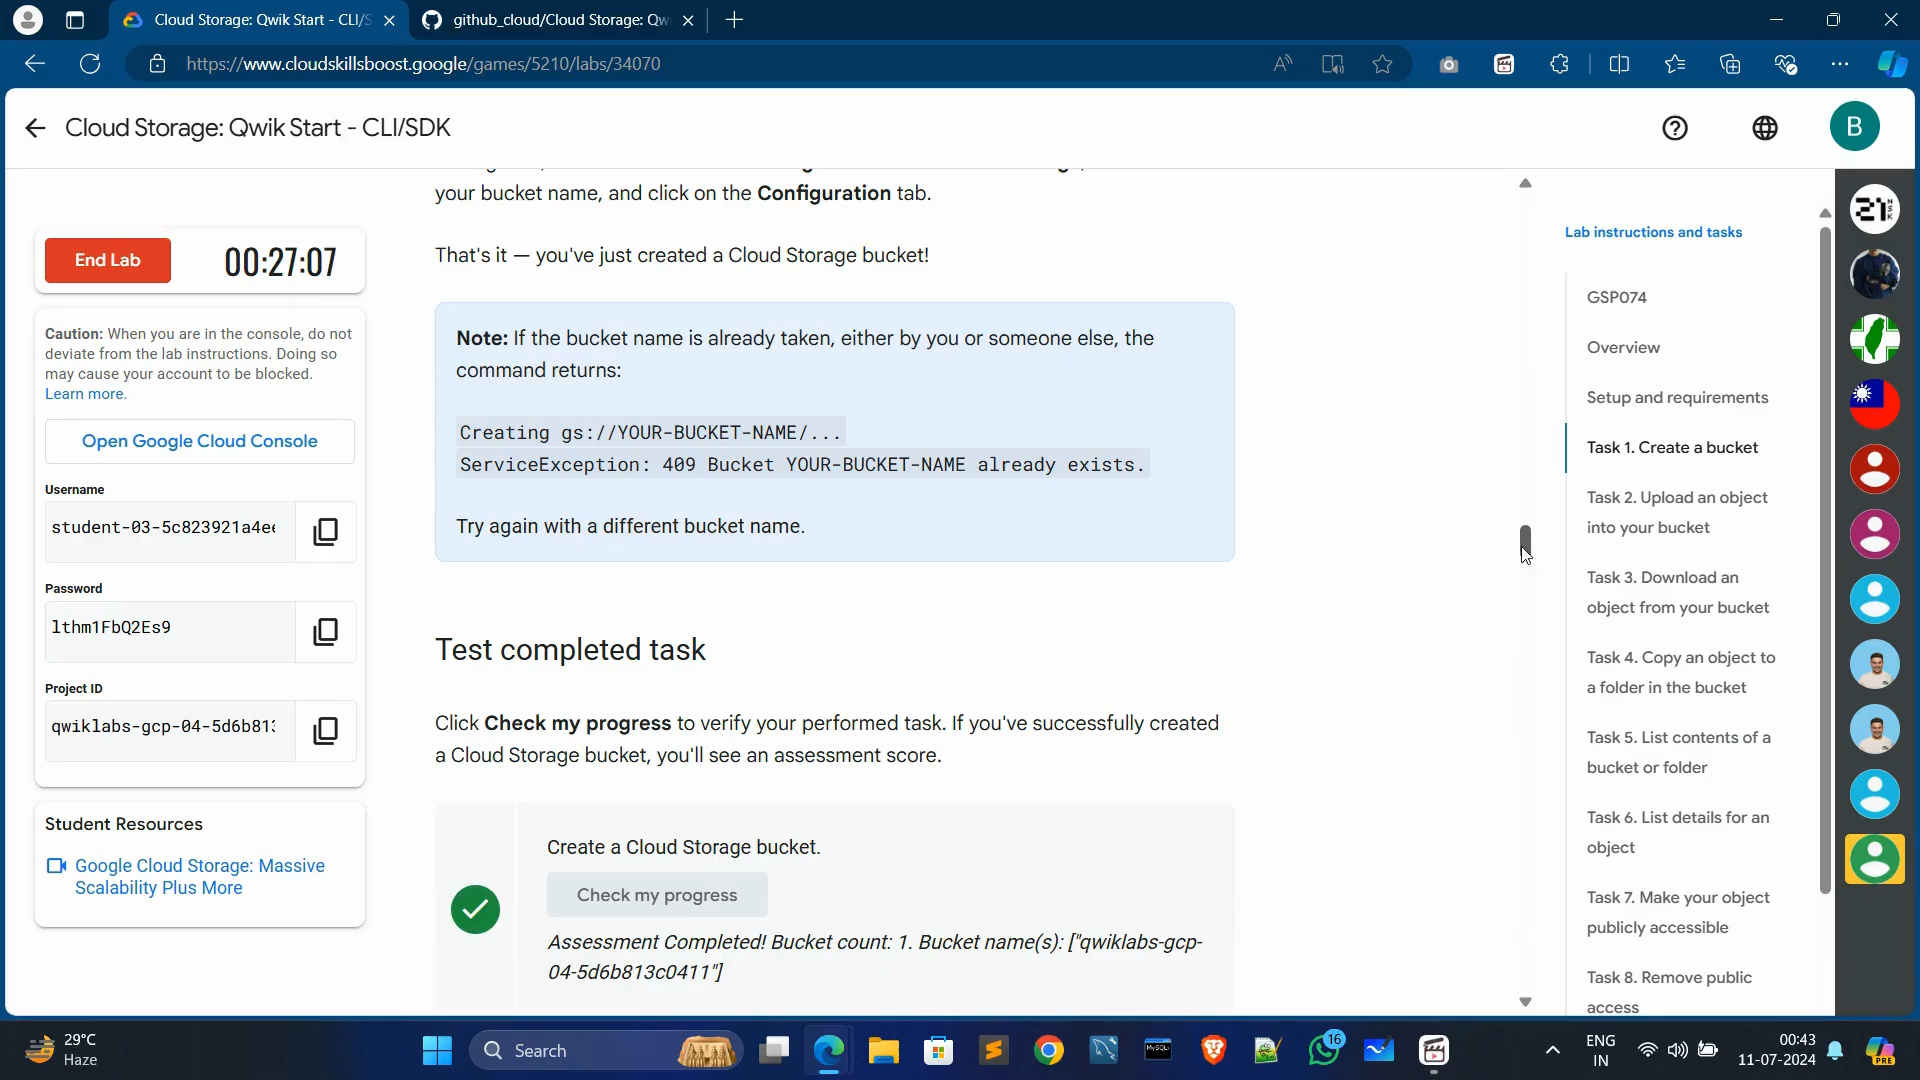 Cloud Storage: Qwik Start - CLI/S
github_cloud/Cloud Storage: Qw
https://www.cloudskillsboost.google/games/5210/labs/34070
Cloud Storage: Qwik Start - CLI/SDK
B
End Lab
00:27:07
Caution: When you are in the console, do not
deviate from the lab instructions. Doing so
may cause your account to be blocked.
Learn more.
Open Google Cloud Console
Username
student-03-5c823921a4ee
Password
lthm1FbQ2Es9
Project ID
qwiklabs-gcp-04-5d6b813
Student Resources
Google Cloud Storage: Massive
Scalability Plus More
your bucket name, and click on the Configuration tab.
That's it — you've just created a Cloud Storage bucket!
Note: If the bucket name is already taken, either by you or someone else, the
command returns:
Creating gs://YOUR-BUCKET-NAME/...
ServiceException: 409 Bucket YOUR-BUCKET-NAME already exists.
Try again with a different bucket name.
Test completed task
Click Check my progress to verify your performed task. If you've successfully created
a Cloud Storage bucket, you'll see an assessment score.
Create a Cloud Storage bucket.
Check my progress
Assessment Completed! Bucket count: 1. Bucket name(s): ["qwiklabs-gcp-
04-5d6b813c0411"]
Lab instructions and tasks
GSP074
Overview
Setup and requirements
Task 1. Create a bucket
Task 2. Upload an object
into your bucket
Task 3. Download an
object from your bucket
Task 4. Copy an object to
a folder in the bucket
Task 5. List contents of a
bucket or folder
Task 6. List details for an
object
Task 7. Make your object
publicly accessible
Task 8. Remove public
access
21
29°C
Haze
Search
MySQL
16
ENG
IN
00:43
11-07-2024
PRE